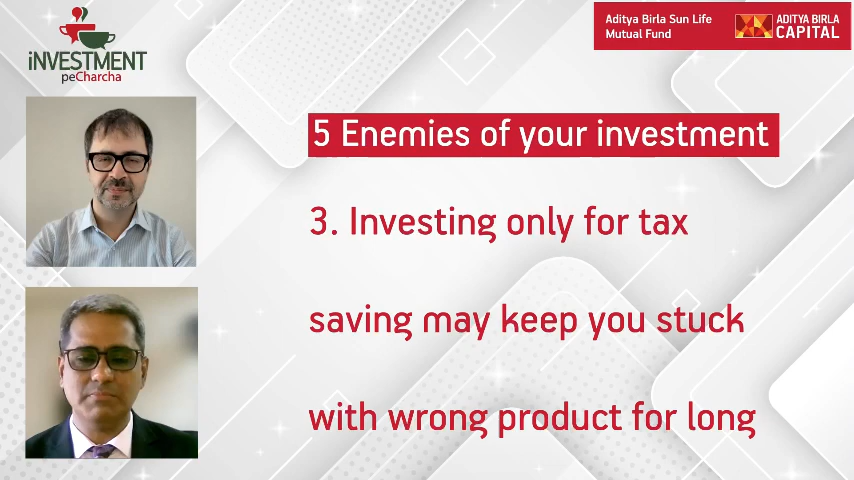 iNVESTMENT
peCharcha
Aditya Birla Sun Life
Mutual Fund
ADITYA BIRLA
CAPITAL
5 Enemies of your investment
3. Investing only for tax
saving may keep you stuck
with wrong product for long